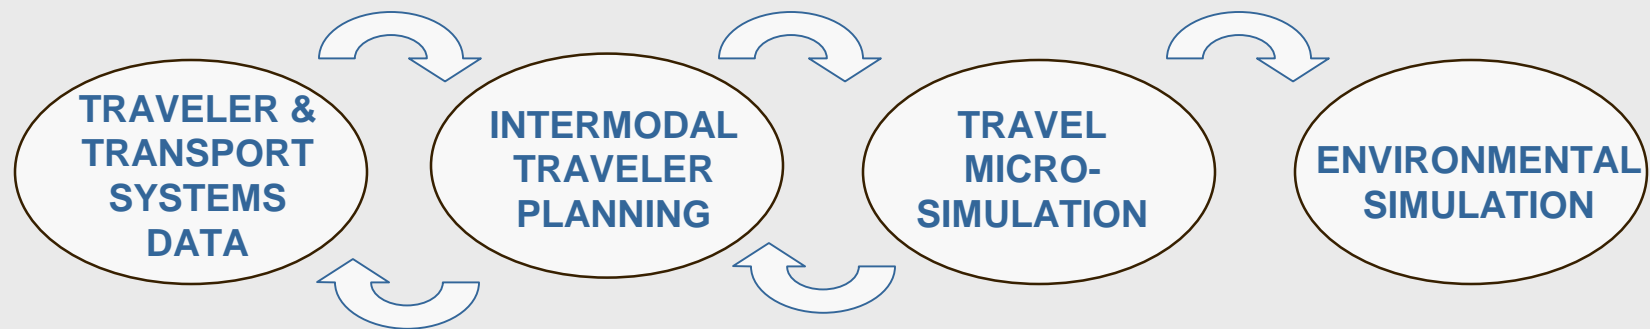 TRAVELER &
TRANSPORT
SYSTEMS
DATA
INTERMODAL
TRAVELER
PLANNING
TRAVEL
MICRO-
SIMULATION
ENVIRONMENTAL
SIMULATION